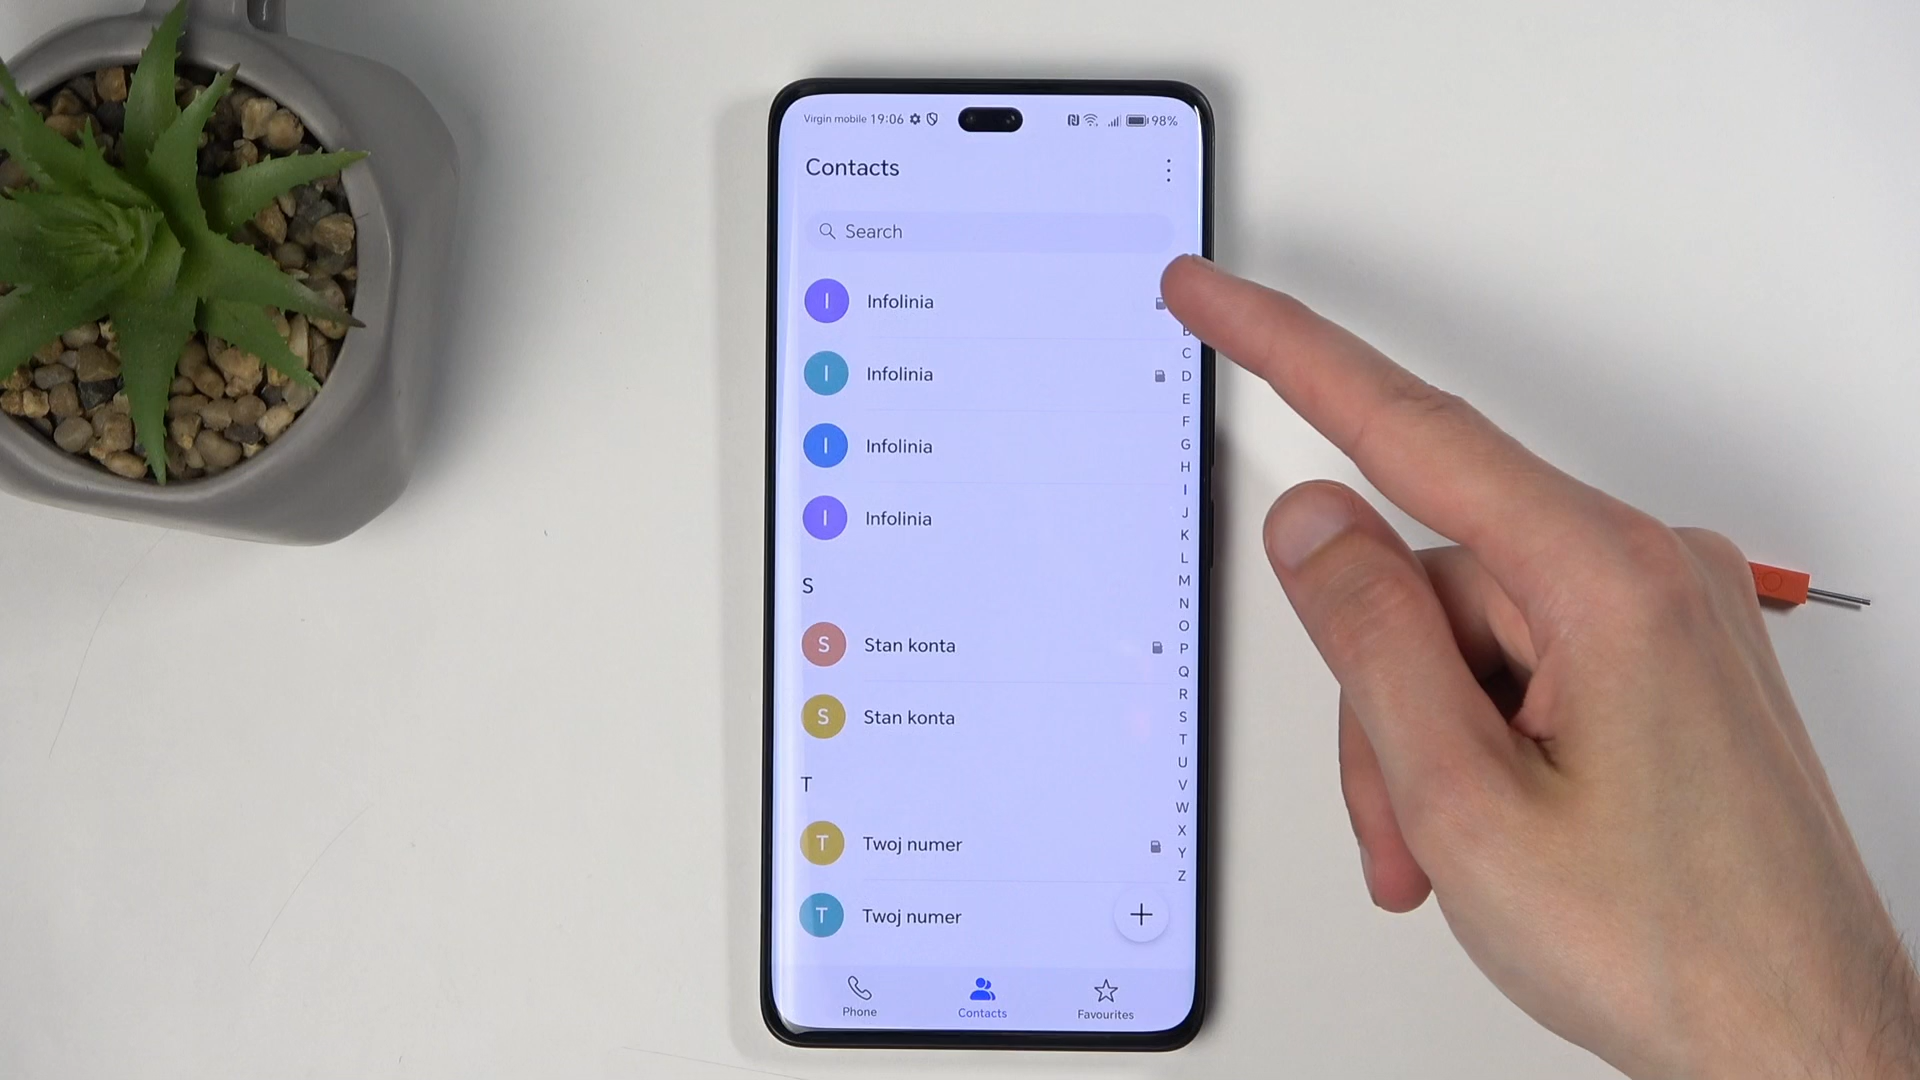 Virgin mobile 19:06 98%
Contacts
Search
I Infolinia
I Infolinia
I Infolinia
I Infolinia
S
S Stan konta
S Stan konta
T
T Twoj numer
T Twoj numer
B
C
D
E
F
G
H
I
J
K
L
M
N
O
P
Q
R
S
T
U
V
W
X
Y
Z
Phone Contacts Favourites